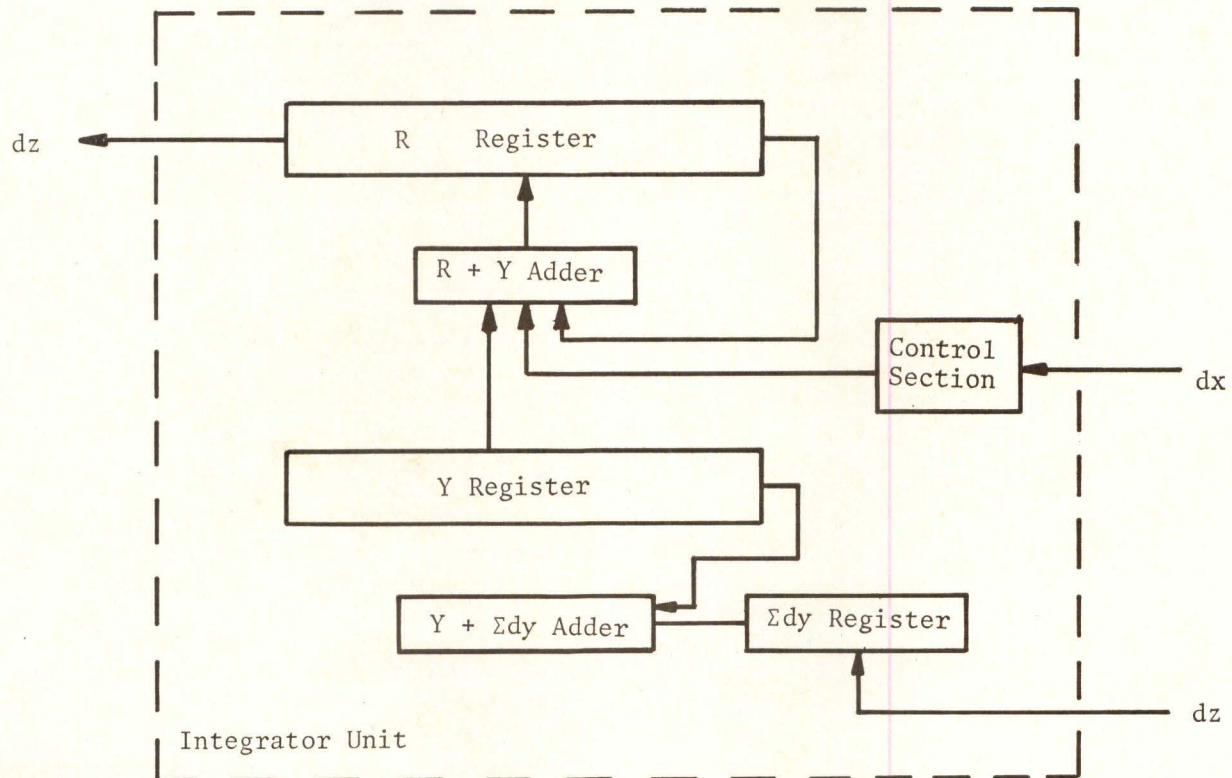 dz
R Register
R + Y Adder
Control
Section
dx
Y Register
Y + Σdy Adder
Σdy Register
dz
Integrator Unit